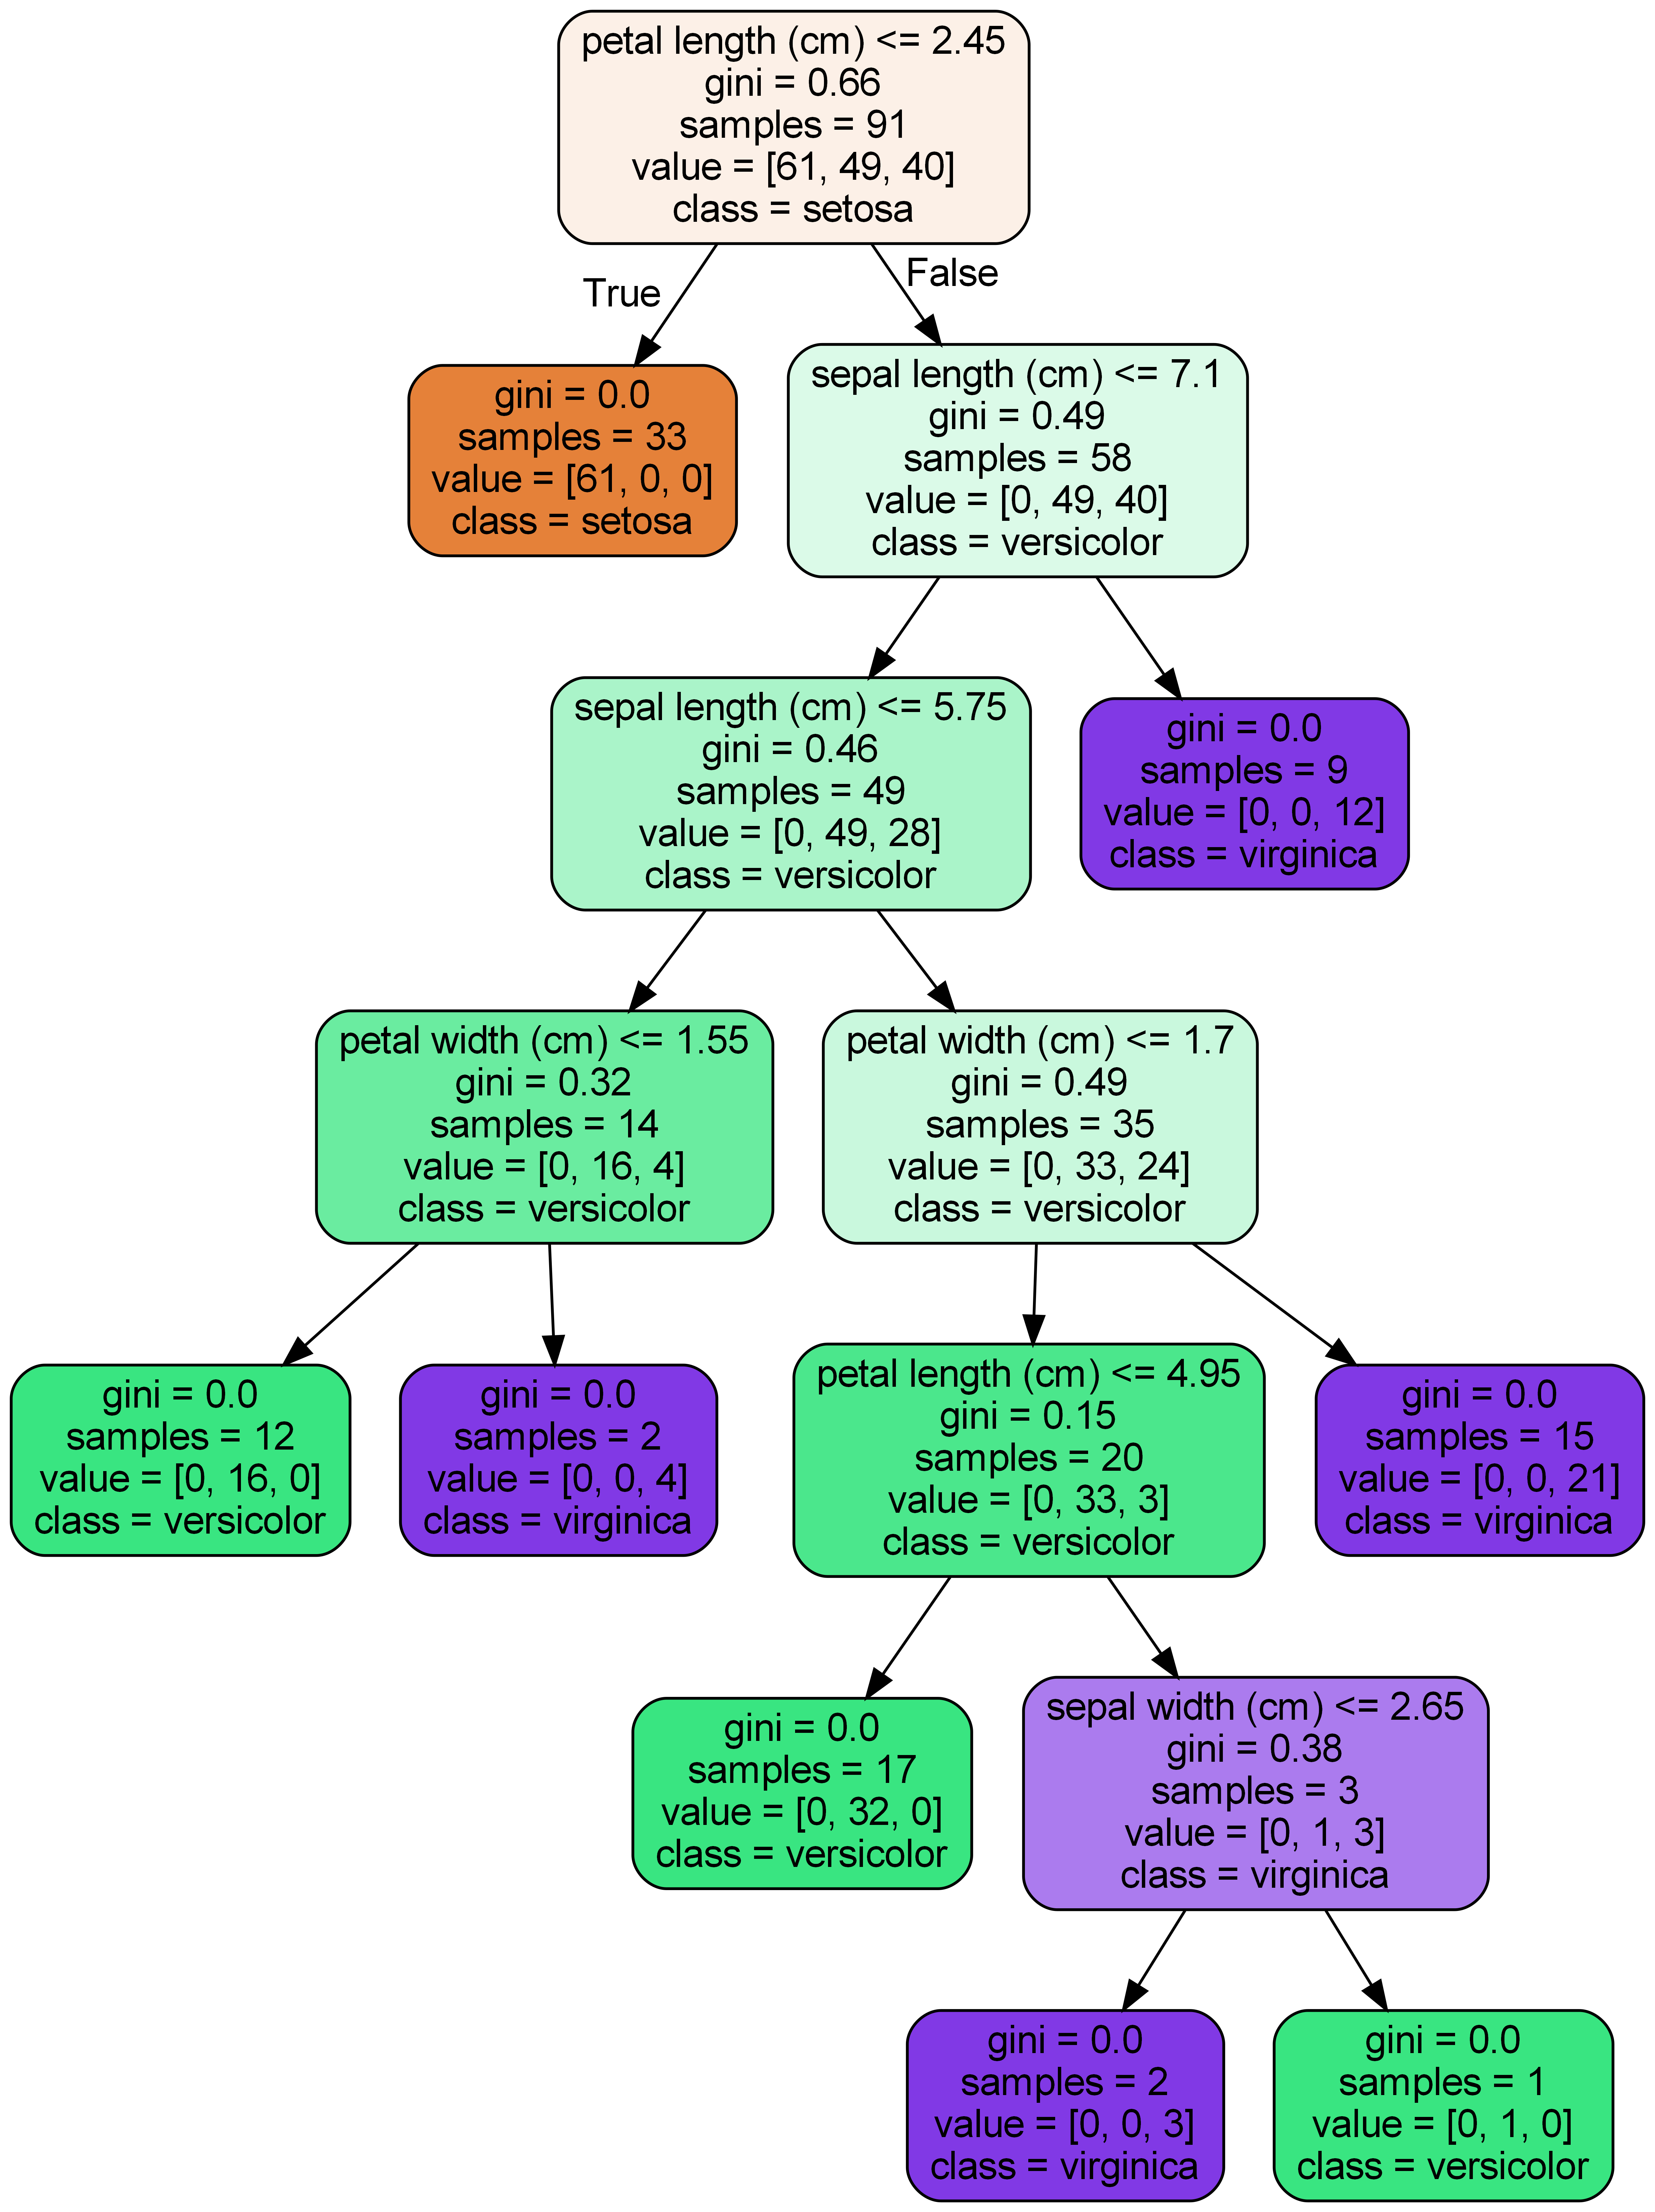 petal length (cm) <= 2.45
gini = 0.66
samples = 91
value = [61, 49, 40]
class = setosa
True
False
gini = 0.0
samples = 33
value = [61, 0, 0]
class = setosa
sepal length (cm) <= 7.1
gini = 0.49
samples = 58
value = [0, 49, 40]
class = versicolor
sepal length (cm) <= 5.75
gini = 0.46
samples = 49
value = [0, 49, 28]
class = versicolor
gini = 0.0
samples = 9
value = [0, 0, 12]
class = virginica
petal width (cm) <= 1.55
gini = 0.32
samples = 14
value = [0, 16, 4]
class = versicolor
petal width (cm) <= 1.7
gini = 0.49
samples = 35
value = [0, 33, 24]
class = versicolor
gini = 0.0
samples = 12
value = [0, 16, 0]
class = versicolor
gini = 0.0
samples = 2
value = [0, 0, 4]
class = virginica
petal length (cm) <= 4.95
gini = 0.15
samples = 20
value = [0, 33, 3]
class = versicolor
gini = 0.0
samples = 15
value = [0, 0, 21]
class = virginica
gini = 0.0
samples = 17
value = [0, 32, 0]
class = versicolor
sepal width (cm) <= 2.65
gini = 0.38
samples = 3
value = [0, 1, 3]
class = virginica
gini = 0.0
samples = 2
value = [0, 0, 3]
class = virginica
gini = 0.0
samples = 1
value = [0, 1, 0]
class = versicolor